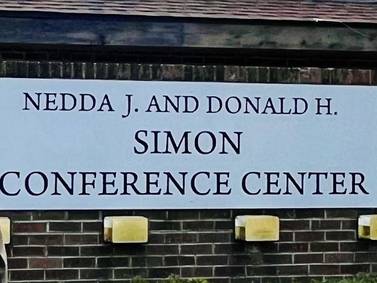 NEDDA J. AND DONALD H.
SIMON
CONFERENCE CENTER